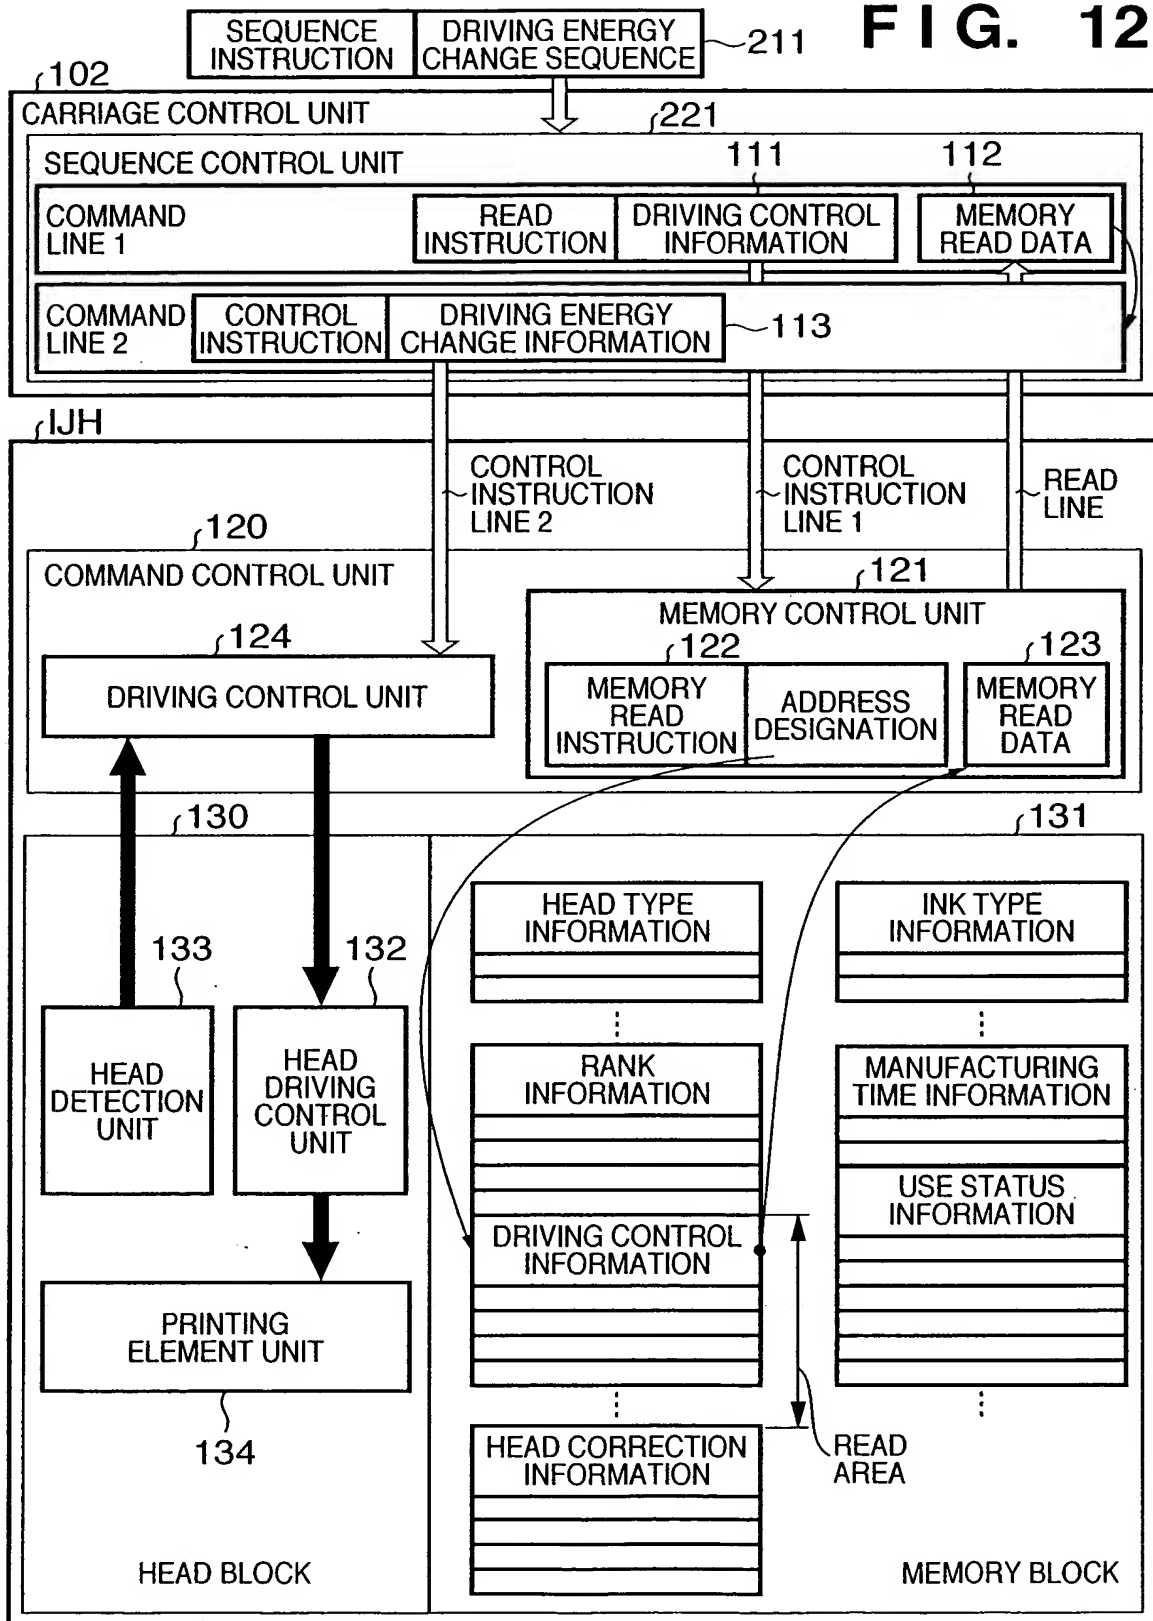 FIG. 12
SEQUENCE
INSTRUCTION
DRIVING ENERGY
CHANGE SEQUENCE
211
102
CARRIAGE CONTROL UNIT
221
SEQUENCE CONTROL UNIT
111
112
COMMAND
LINE 1
READ
INSTRUCTION
DRIVING CONTROL
INFORMATION
MEMORY
READ DATA
COMMAND
LINE 2
CONTROL
INSTRUCTION
DRIVING ENERGY
CHANGE INFORMATION
113
IJH
CONTROL
INSTRUCTION
LINE 2
CONTROL
INSTRUCTION
LINE 1
READ
LINE
120
COMMAND CONTROL UNIT
121
MEMORY CONTROL UNIT
124
DRIVING CONTROL UNIT
122
MEMORY
READ
INSTRUCTION
ADDRESS
DESIGNATION
123
MEMORY
READ
DATA
130
131
HEAD TYPE
INFORMATION
INK TYPE
INFORMATION
133
132
HEAD
DETECTION
UNIT
HEAD
DRIVING
CONTROL
UNIT
RANK
INFORMATION
MANUFACTURING
TIME INFORMATION
USE STATUS
INFORMATION
DRIVING CONTROL
INFORMATION
PRINTING
ELEMENT UNIT
134
HEAD CORRECTION
INFORMATION
READ
AREA
HEAD BLOCK
MEMORY BLOCK